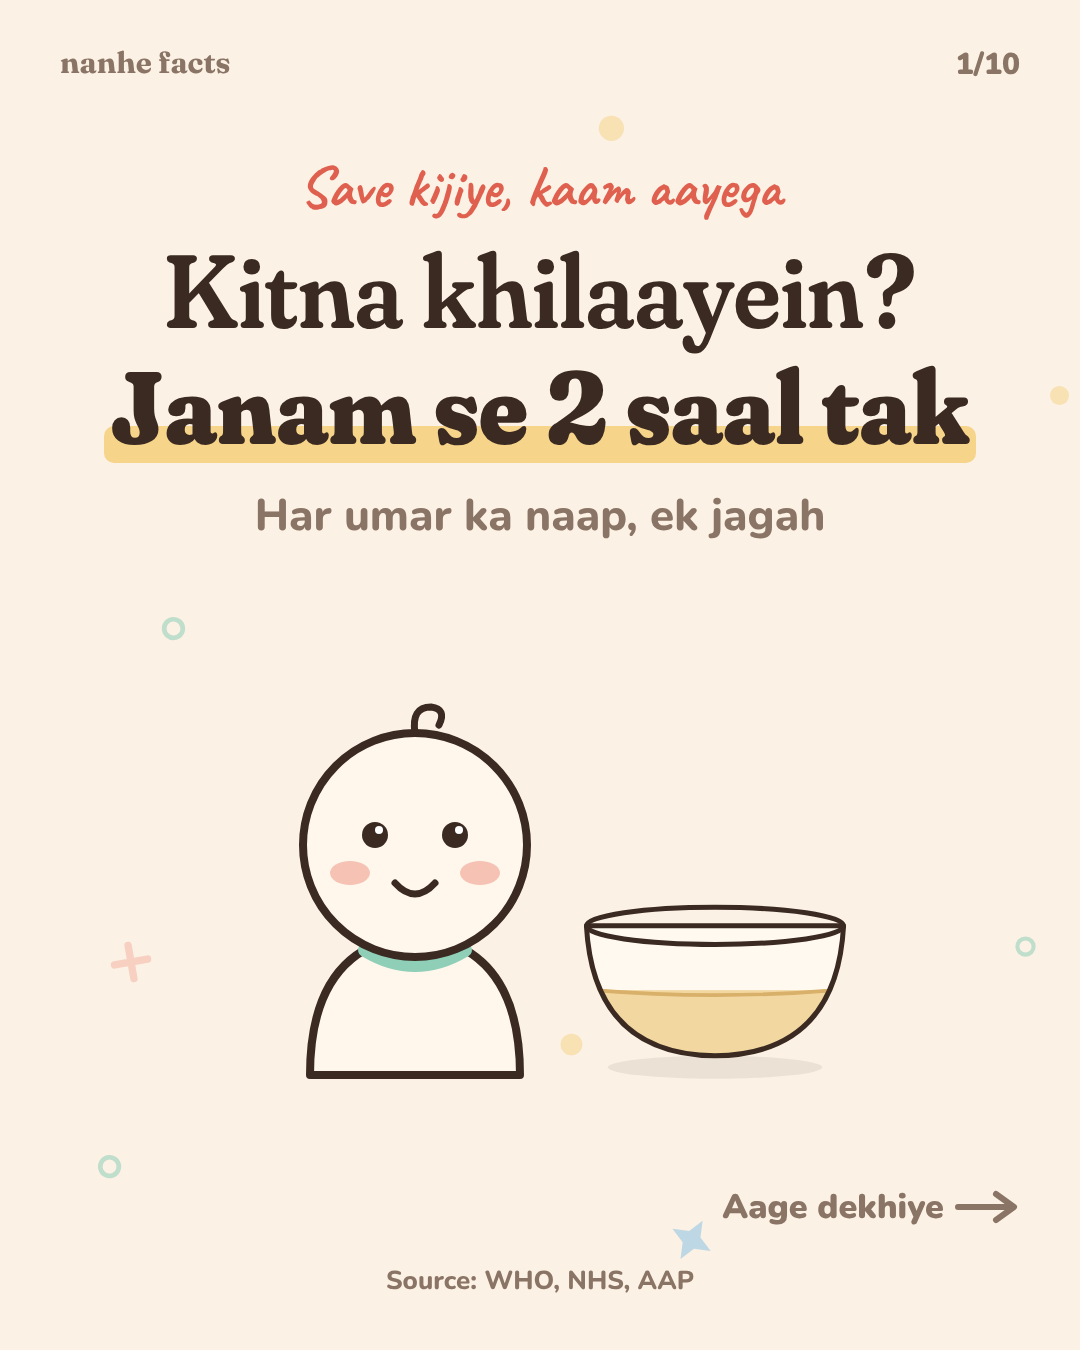 nanhe facts
1/10
Save kijiye, kaam aayega
Kitna khilaayein?
Janam se 2 saal tak
Har umar ka naap, ek jagah
Aage dekhiye
Source: WHO, NHS, AAP